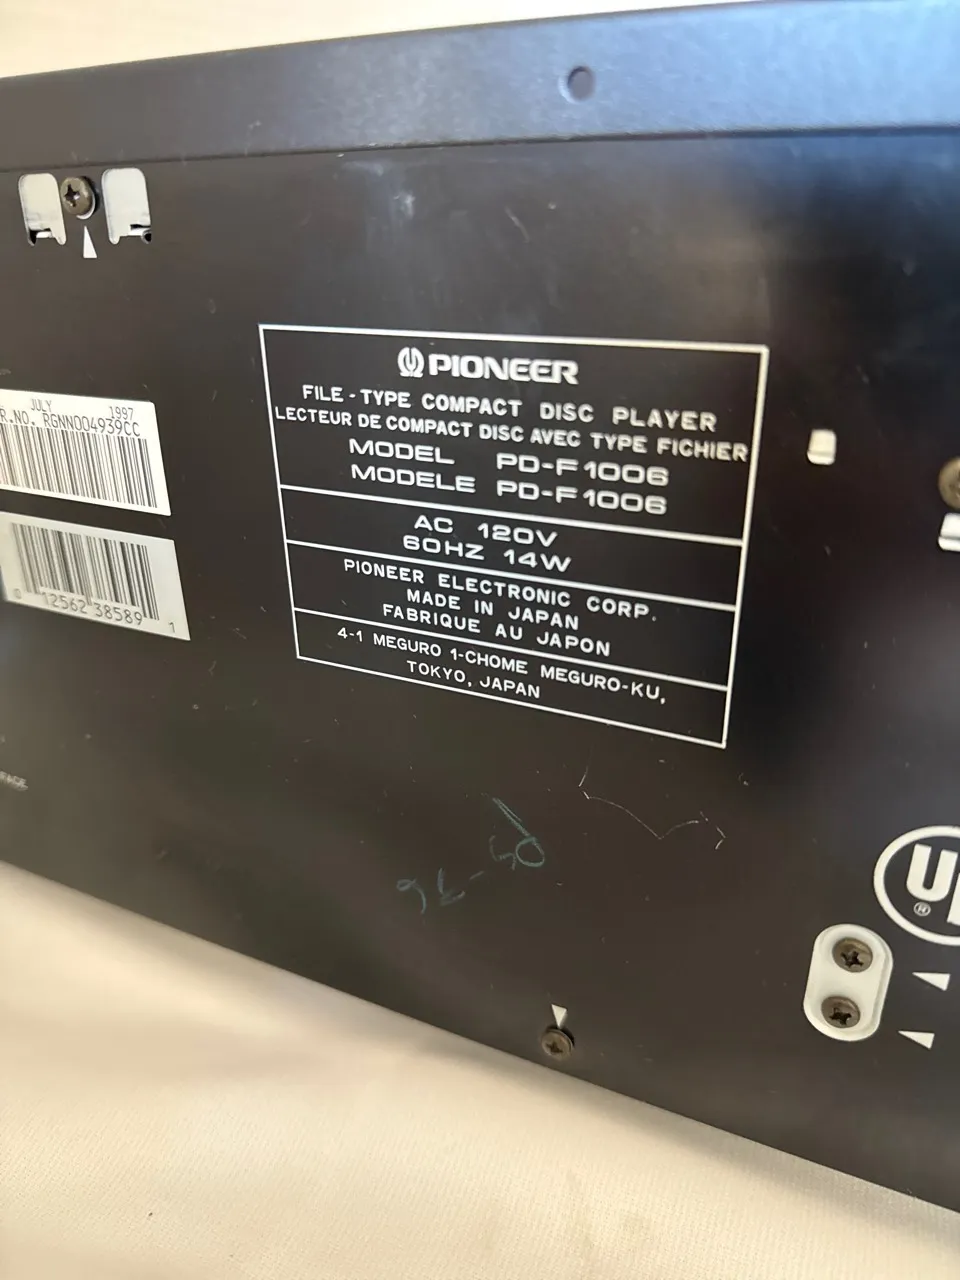 JULY 1997
R.NO. RGNN004939CC
0 12562 38589 1
FACE
PIONEER
FILE-TYPE COMPACT DISC PLAYER
LECTEUR DE COMPACT DISC AVEC TYPE FICHIER
MODEL PD-F1006
MODELE PD-F1006
AC 120V
60HZ 14W
PIONEER ELECTRONIC CORP.
MADE IN JAPAN
FABRIQUE AU JAPON
4-1 MEGURO 1-CHOME MEGURO-KU,
TOKYO, JAPAN
U
®